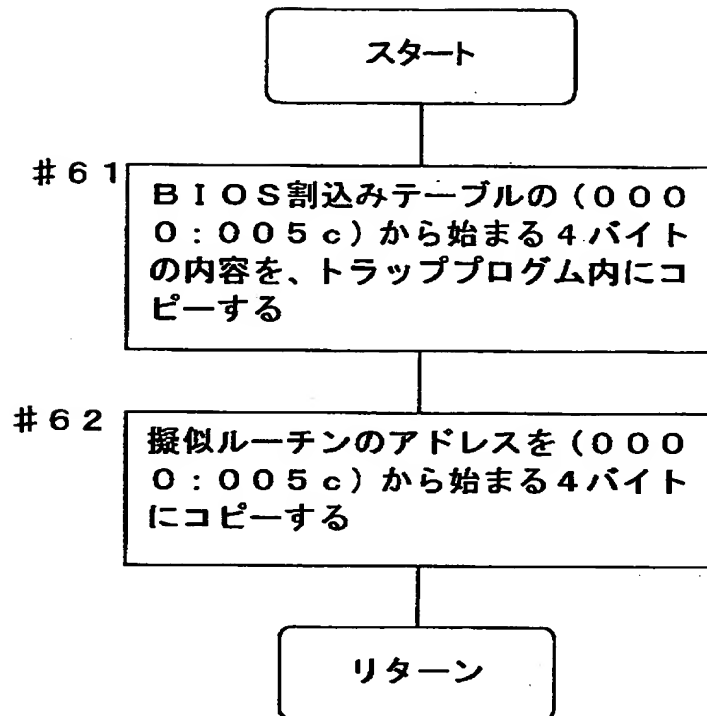 スタート
#61
BIOS割込みテーブルの(000
0:005c)から始まる4バイト
の内容を、トラッププログム内にコ
ピーする
#62
擬似ルーチンのアドレスを(000
0:005c)から始まる4バイト
にコピーする
リターン